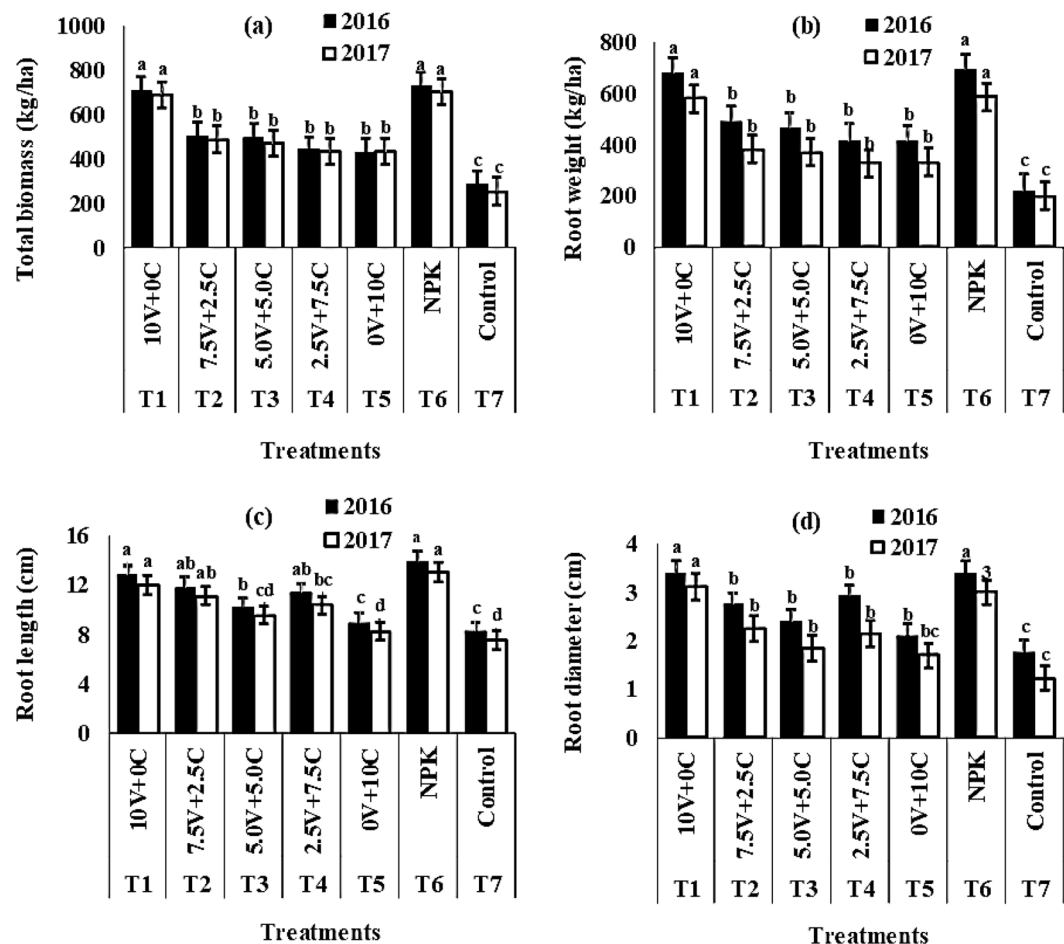 (a)
2016
2017
Total biomass (kg/ha)
1000
800
600
400
200
0
a a b b b b b b b b a a c c
10V+0C 7.5V+2.5C 5.0V+5.0C 2.5V+7.5C 0V+10C NPK Control
T1 T2 T3 T4 T5 T6 T7
Treatments
(b)
2016
2017
Root weight (kg/ha)
800
600
400
200
0
a a b b b b b b b b a a c c
10V+0C 7.5V+2.5C 5.0V+5.0C 2.5V+7.5C 0V+10C NPK Control
T1 T2 T3 T4 T5 T6 T7
Treatments
(c)
2016
2017
Root length (cm)
16
12
8
4
0
a a ab ab b cd ab bc c d a a c d
10V+0C 7.5V+2.5C 5.0V+5.0C 2.5V+7.5C 0V+10C NPK Control
T1 T2 T3 T4 T5 T6 T7
Treatments
(d)
2016
2017
Root diameter (cm)
4
3
2
1
0
a a b b b b b b b bc a 3 c c
10V+0C 7.5V+2.5C 5.0V+5.0C 2.5V+7.5C 0V+10C NPK Control
T1 T2 T3 T4 T5 T6 T7
Treatments